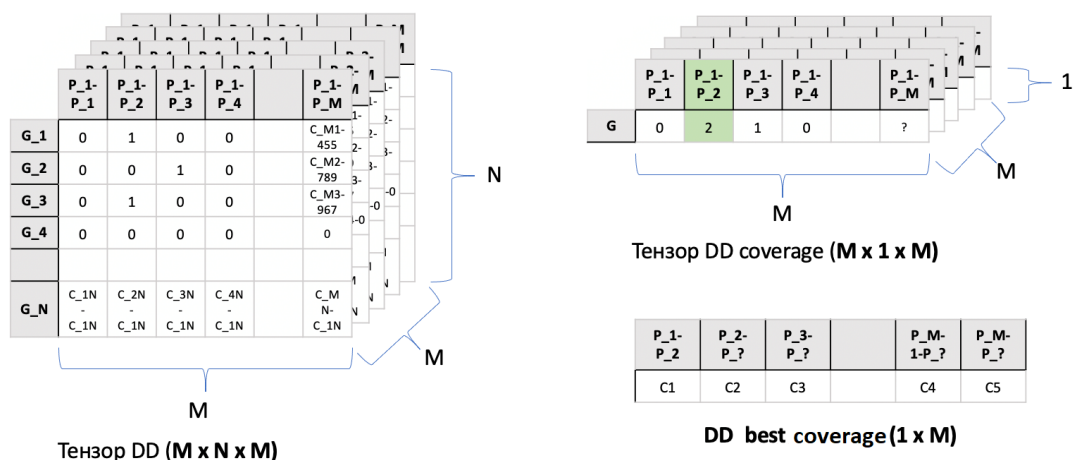 P_1- P_1- P_1- P_1- P_1-
P_1 P_2 P_3 P_4 P_M
G_1 0 1 0 0 C_M1-
455
G_2 0 0 1 0 C_M2-
789
G_3 0 1 0 0 C_M3-
967
G_4 0 0 0 0 0
G_N C_1N C_2N C_3N C_4N C_M
- - - - N-
C_1N C_1N C_1N C_1N C_1N
N
M
M
Тензор DD (M x N x M)
P_1- P_1- P_1- P_1- P_1-
P_1 P_2 P_3 P_4 P_M
G 0 2 1 0 ?
1
M
M
Тензор DD coverage (M x 1 x M)
P_1- P_2- P_3- P_M- P_M-
P_2 P_? P_? 1-P_? P_?
C1 C2 C3 C4 C5
DD best coverage (1 x M)